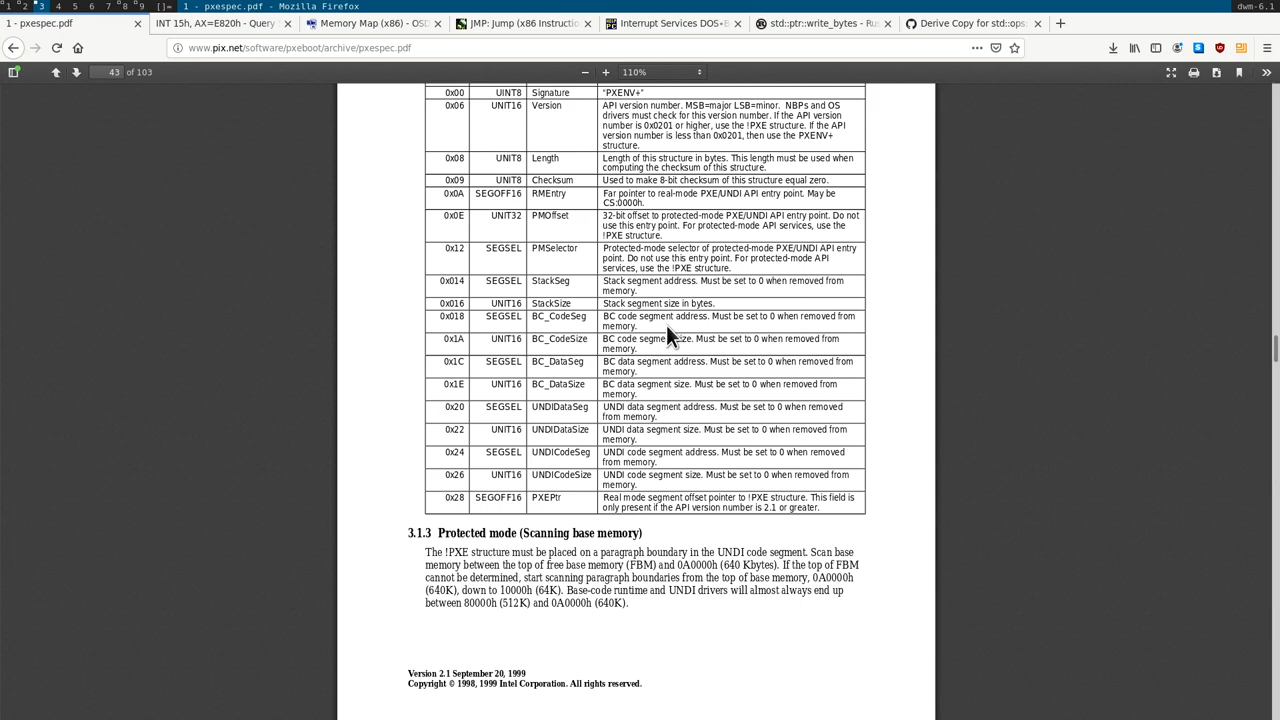 1 2 3 4 5 6 7 8 9 []= 1 - pxespec.pdf - Mozilla Firefox dwm-6.1
1 - pxespec.pdf × INT 15h, AX=E820h - Query × Memory Map (x86) - OSD × JMP: Jump (x86 Instructio × Interrupt Services DOS+B × std::ptr::write_bytes - Rus × Derive Copy for std::ops: × +
www.pix.net/software/pxeboot/archive/pxespec.pdf
43 of 103 110%
0x00 UINT8 Signature "PXENV+"
0x06 UINT16 Version API version number. MSB=major LSB=minor. NBPs and OS
drivers must check for this version number. If the API version
number is 0x0201 or higher, use the !PXE structure. If the API
version number is less than 0x0201, then use the PXENV+
structure.
0x08 UINT8 Length Length of this structure in bytes. This length must be used when
computing the checksum of this structure.
0x09 UINT8 Checksum Used to make 8-bit checksum of this structure equal zero.
0x0A SEGOFF16 RMEntry Far pointer to real-mode PXE/UNDI API entry point. May be
CS:0000h.
0x0E UINT32 PMOffset 32-bit offset to protected-mode PXE/UNDI API entry point. Do not
use this entry point. For protected-mode API services, use the
!PXE structure.
0x12 SEGSEL PMSelector Protected-mode selector of protected-mode PXE/UNDI API entry
point. Do not use this entry point. For protected-mode API
services, use the !PXE structure.
0x014 SEGSEL StackSeg Stack segment address. Must be set to 0 when removed from
memory.
0x016 UNIT16 StackSize Stack segment size in bytes.
0x018 SEGSEL BC_CodeSeg BC code segment address. Must be set to 0 when removed from
memory.
0x1A UNIT16 BC_CodeSize BC code segment size. Must be set to 0 when removed from
memory.
0x1C SEGSEL BC_DataSeg BC data segment address. Must be set to 0 when removed from
memory.
0x1E UNIT16 BC_DataSize BC data segment size. Must be set to 0 when removed from
memory.
0x20 SEGSEL UNDIDataSeg UNDI data segment address. Must be set to 0 when removed
from memory.
0x22 UNIT16 UNDIDataSize UNDI data segment size. Must be set to 0 when removed from
memory.
0x24 SEGSEL UNDICodeSeg UNDI code segment address. Must be set to 0 when removed
from memory.
0x26 UNIT16 UNDICodeSize UNDI code segment size. Must be set to 0 when removed from
memory.
0x28 SEGOFF16 PXEPtr Real mode segment offset pointer to !PXE structure. This field is
only present if the API version number is 2.1 or greater.
3.1.3 Protected mode (Scanning base memory)
The !PXE structure must be placed on a paragraph boundary in the UNDI code segment. Scan base
memory between the top of free base memory (FBM) and 0A0000h (640 Kbytes). If the top of FBM
cannot be determined, start scanning paragraph boundaries from the top of base memory, 0A0000h
(640K), down to 10000h (64K). Base-code runtime and UNDI drivers will almost always end up
between 80000h (512K) and 0A0000h (640K).
Version 2.1 September 20, 1999
Copyright © 1998, 1999 Intel Corporation. All rights reserved.